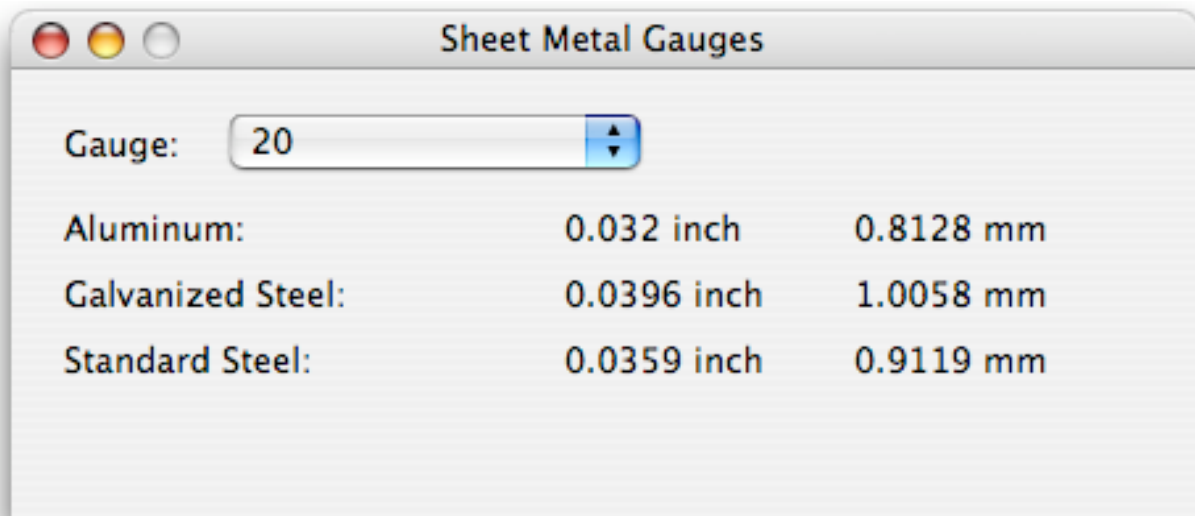 Sheet Metal Gauges
Gauge: 20
Aluminum: 0.032 inch 0.8128 mm
Galvanized Steel: 0.0396 inch 1.0058 mm
Standard Steel: 0.0359 inch 0.9119 mm